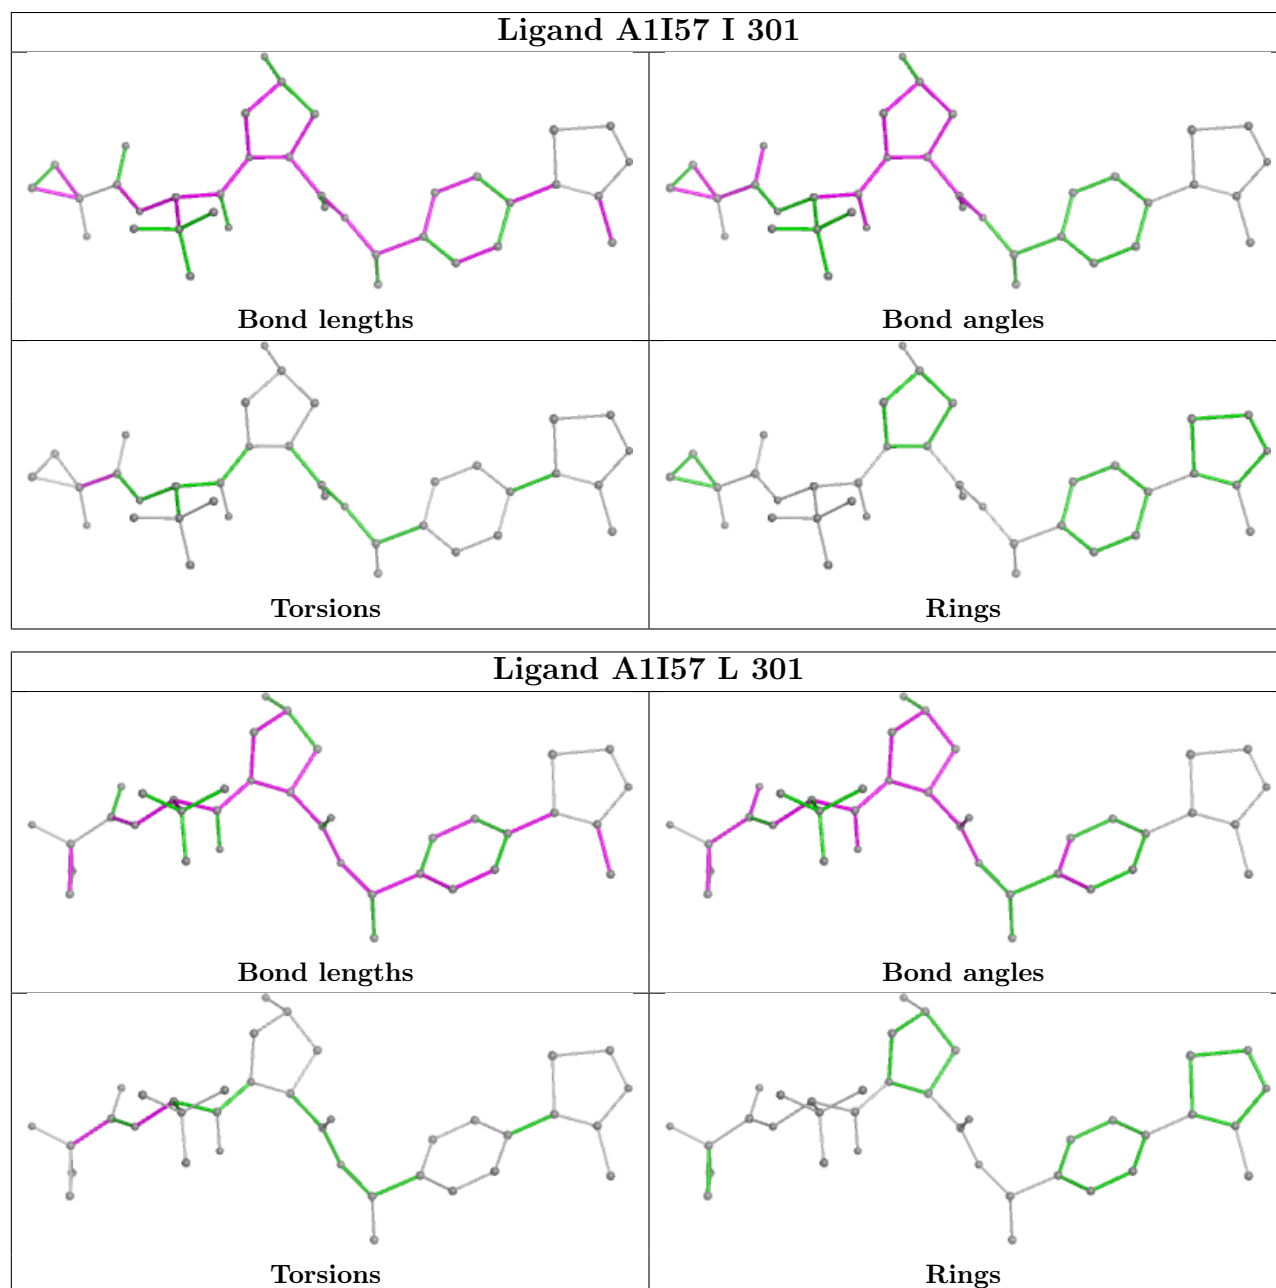 Ligand A1I57 I 301
Bond lengths
Bond angles
Torsions
Rings
Ligand A1I57 L 301
Bond lengths
Bond angles
Torsions
Rings